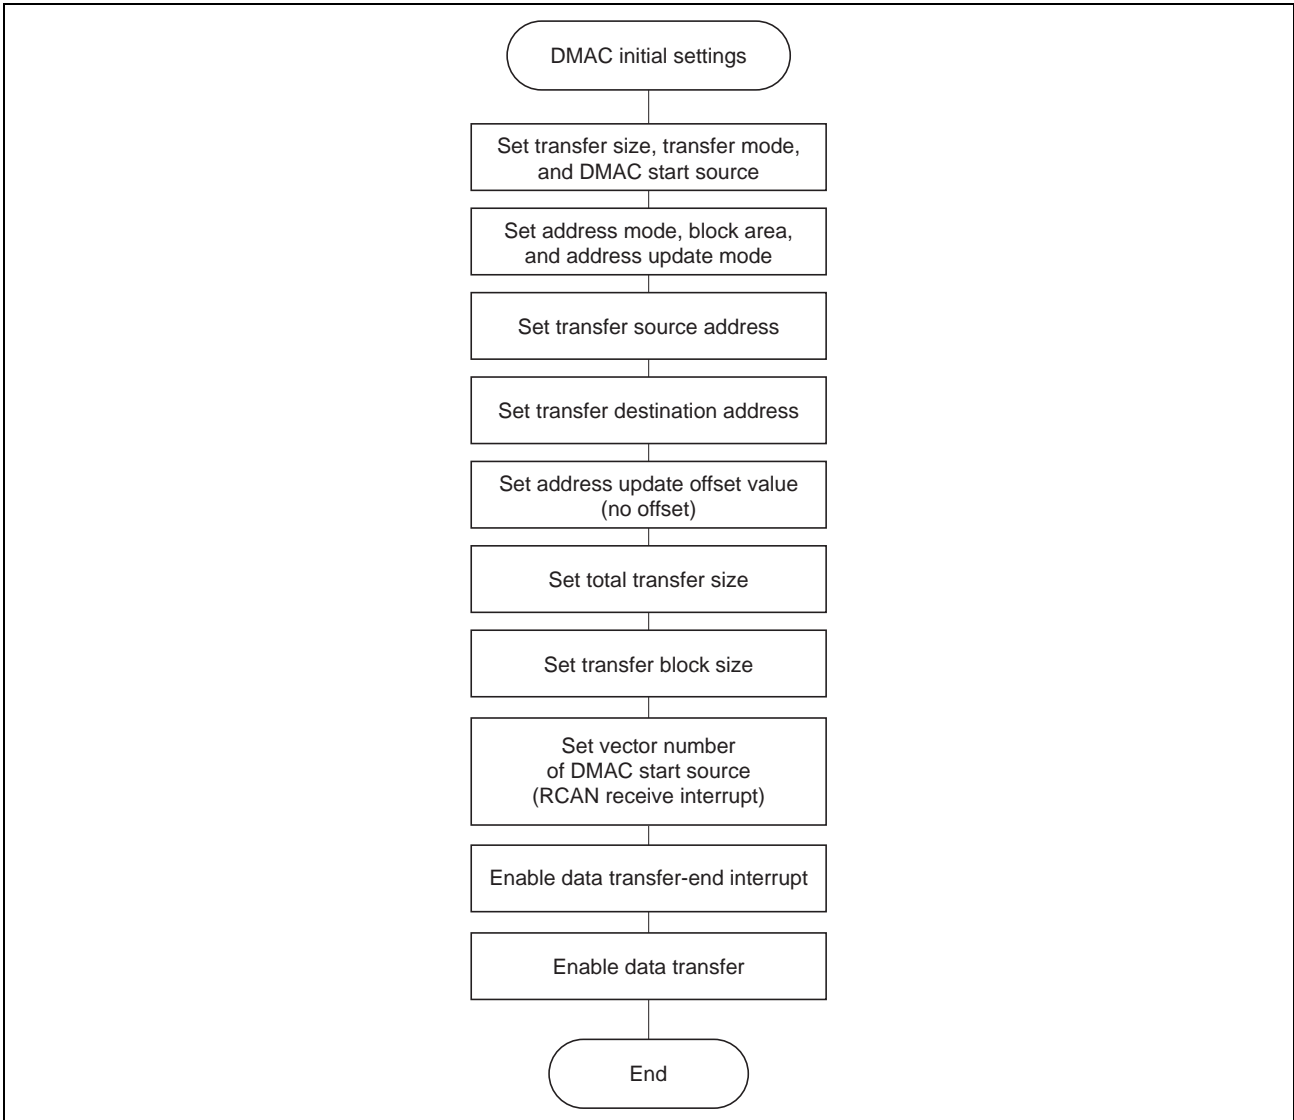 DMAC initial settings
Set transfer size, transfer mode,
and DMAC start source
Set address mode, block area,
and address update mode
Set transfer source address
Set transfer destination address
Set address update offset value
(no offset)
Set total transfer size
Set transfer block size
Set vector number
of DMAC start source
(RCAN receive interrupt)
Enable data transfer-end interrupt
Enable data transfer
End